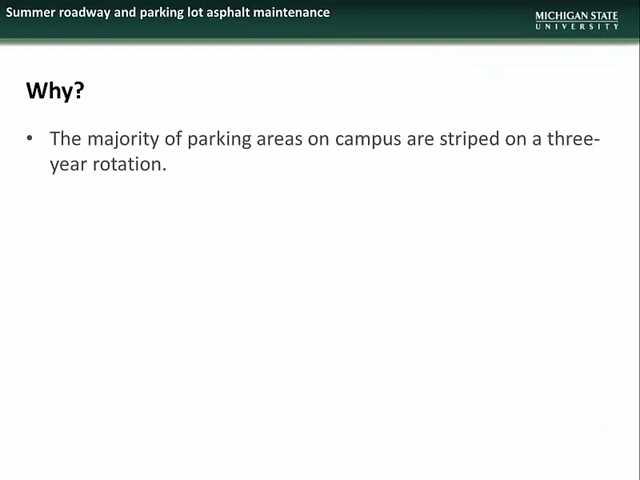 Summer roadway and parking lot asphalt maintenance
MICHIGAN STATE
UNIVERSITY
Why?
• The majority of parking areas on campus are striped on a three-
year rotation.